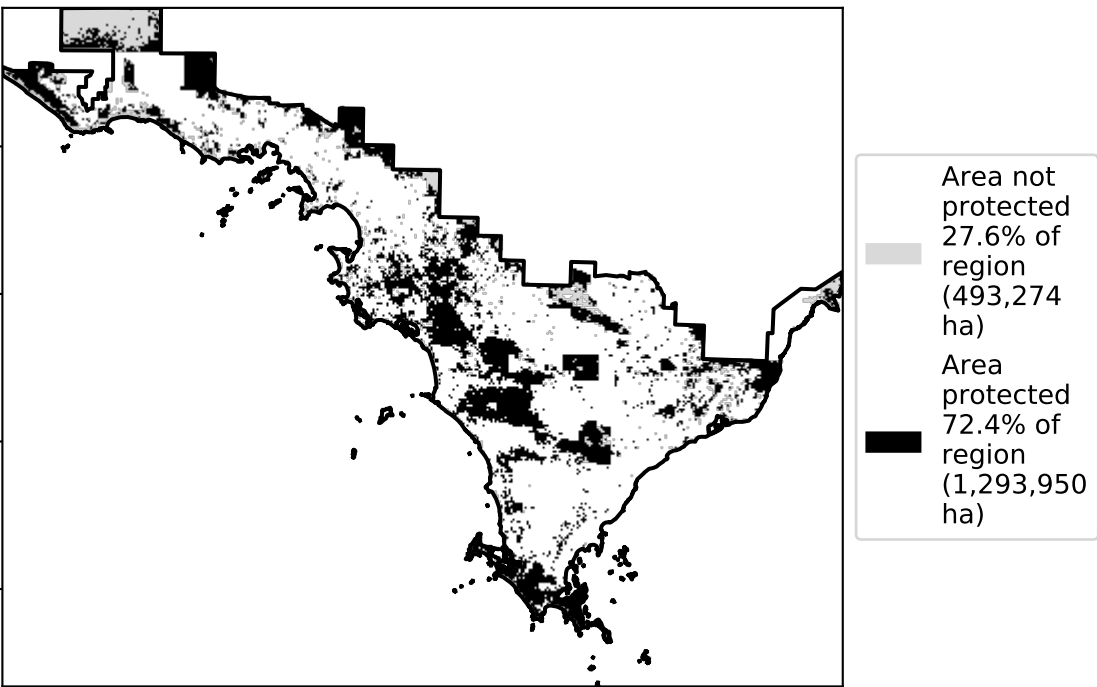 Area not
protected
27.6% of
region
(493,274
ha)
Area
protected
72.4% of
region
(1,293,950
ha)